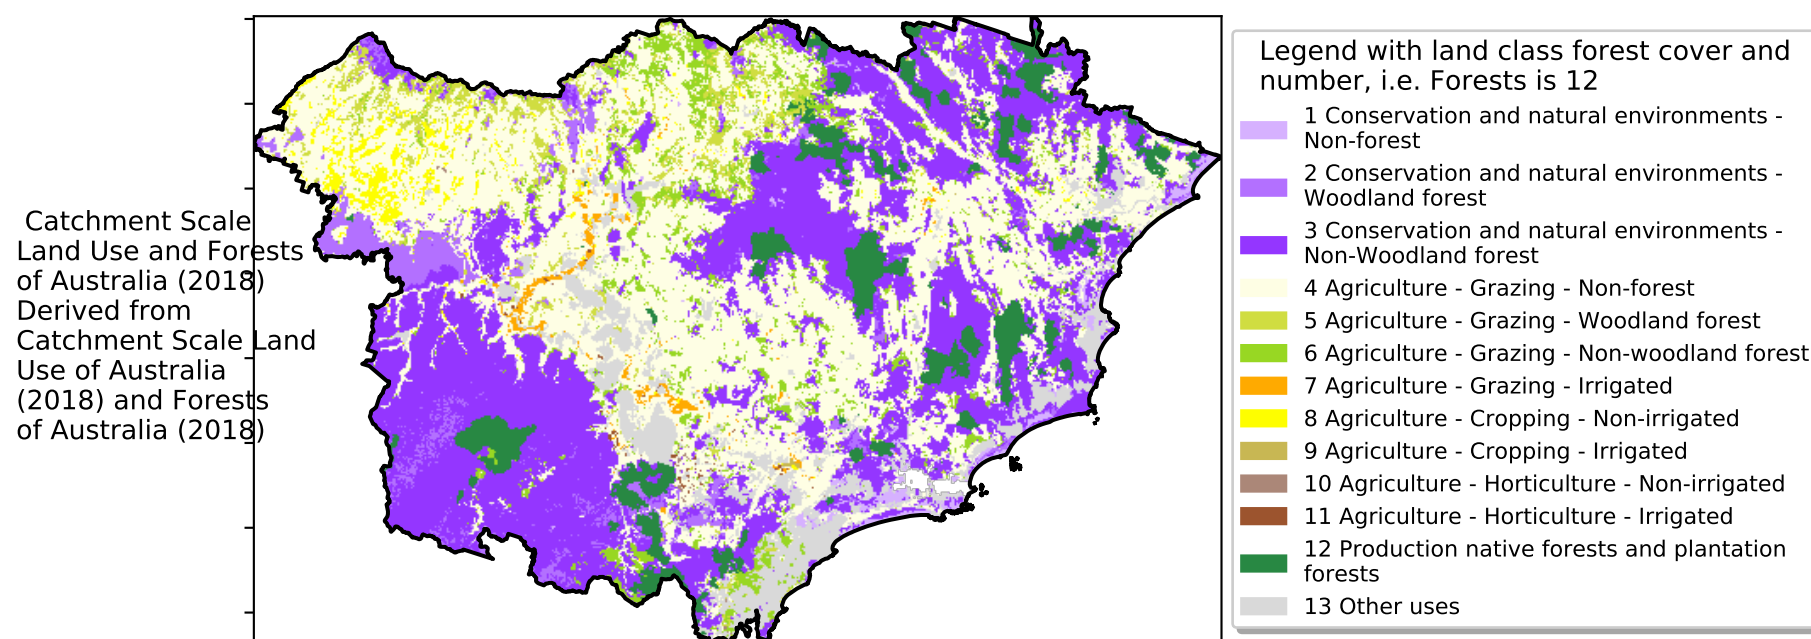 Catchment Scale
Land Use and Forests
of Australia (2018)
Derived from
Catchment Scale Land
Use of Australia
(2018) and Forests
of Australia (2018)
Legend with land class forest cover and
number, i.e. Forests is 12
1 Conservation and natural environments -
Non-forest
2 Conservation and natural environments -
Woodland forest
3 Conservation and natural environments -
Non-Woodland forest
4 Agriculture - Grazing - Non-forest
5 Agriculture - Grazing - Woodland forest
6 Agriculture - Grazing - Non-woodland forest
7 Agriculture - Grazing - Irrigated
8 Agriculture - Cropping - Non-irrigated
9 Agriculture - Cropping - Irrigated
10 Agriculture - Horticulture - Non-irrigated
11 Agriculture - Horticulture - Irrigated
12 Production native forests and plantation
forests
13 Other uses